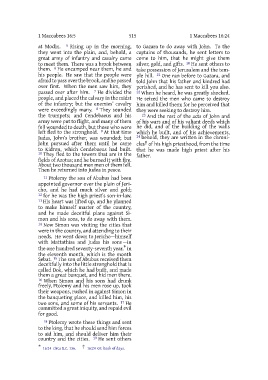 1 Maccabees 16:5
515
1 Maccabees 16:24
at Modin. ⁵ Rising up in the morning,
they went into the plain, and, behold, a
great army of infantry and cavalry came
to meet them. There was a brook between
them. ⁶ He encamped near them, he and
his people. He saw that the people were
afraid to pass over the brook, and he passed
over first. When the men saw him, they
passed over after him. ⁷ He divided the
people, and placed the cavalry in the midst
of the infantry; but the enemies’ cavalry
were exceedingly many. ⁸ They sounded
the trumpets; and Cendebaeus and his
army were put to flight, and many of them
fell wounded to death, but those who were
left fled to the stronghold. ⁹ At that time
Judas, John’s brother, was wounded; but
John pursued after them until he came
to Kidron, which Cendebaeus had built.
¹⁰ They fled to the towers that are in the
fields of Azotus; and he burned it with fire.
About two thousand men of them fell.
Then he returned into Judea in peace.
¹¹ Ptolemy the son of Abubus had been
appointed governor over the plain of Jeri-
cho, and he had much silver and gold;
¹² for he was the high priest’s son-in-law.
¹³ His heart was lifted up, and he planned
to make himself master of the country,
and he made deceitful plans against Si-
mon and his sons, to do away with them.
¹⁴ Now Simon was visiting the cities that
were in the country, and attending to their
needs. He went down to Jericho—himself
with Mattathias and Judas his sons—in
the one hundred seventy-seventh year, in
the eleventh month, which is the month
Sebat. ¹⁵ The son of Abubus received them
deceitfully into the little stronghold that is
called Dok, which he had built, and made
them a great banquet, and hid men there.
¹⁶ When Simon and his sons had drunk
freely, Ptolemy and his men rose up, took
their weapons, rushed in against Simon in
the banqueting place, and killed him, his
two sons, and some of his servants. ¹⁷ He
committed a great iniquity, and repaid evil
for good.
¹⁸ Ptolemy wrote these things and sent
to the king, that he should send him forces
to aid him, and should deliver him their
country and the cities. ¹⁹ He sent others
to Gazara to do away with John. To the
captains of thousands, he sent letters to
come to him, that he might give them
silver, gold, and gifts. ²⁰ He sent others to
take possession of Jerusalem and the tem-
ple hill. ²¹ One ran before to Gazara, and
told John that his father and kindred had
perished, and he has sent to kill you also.
²² When he heard, he was greatly shocked.
He seized the men who came to destroy
him and killed them; for he perceived that
they were seeking to destroy him.
²³ And the rest of the acts of John and
of his wars and of his valiant deeds which
he did, and of the building of the walls
which he built, and of his achievements,
²⁴ behold, they are written in the chroni-
cles of his high priesthood, from the time
that he was made high priest after his
father.